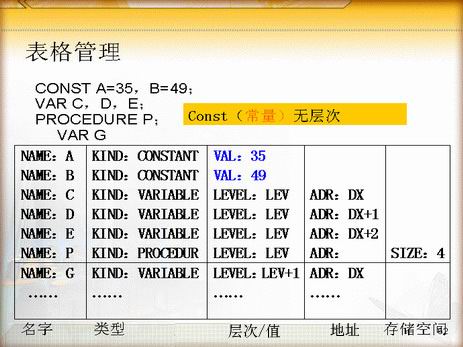 表格管理
CONST A=35，B=49；
VAR C，D，E；
PROCEDURE P；
VAR G
Const（常量）无层次
NAME：A KIND：CONSTANT VAL：35
NAME：B KIND：CONSTANT VAL：49
NAME：C KIND：VARIABLE LEVEL：LEV ADR：DX
NAME：D KIND：VARIABLE LEVEL：LEV ADR：DX+1
NAME：E KIND：VARIABLE LEVEL：LEV ADR：DX+2
NAME：P KIND：PROCEDUR LEVEL：LEV ADR： SIZE：4
NAME：G KIND：VARIABLE LEVEL：LEV+1 ADR：DX
…… …… …… ……
名字 类型 层次/值 地址 存储空间